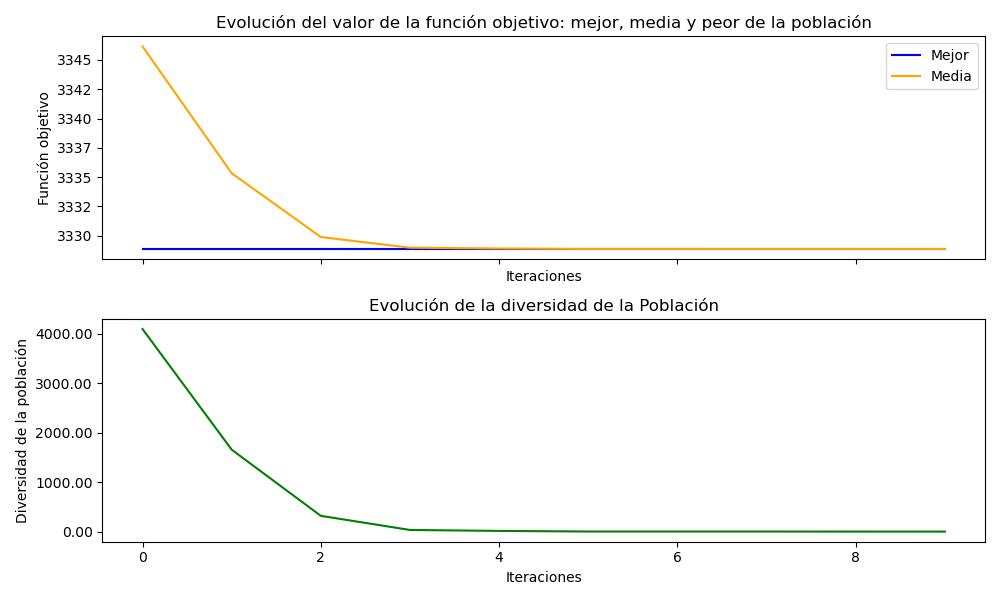 Evolución del valor de la función objetivo: mejor, media y peor de la población
Mejor
Media
3345
3342
3340
3337
3335
3332
3330
Función objetivo
Iteraciones
Evolución de la diversidad de la Población
4000.00
3000.00
2000.00
1000.00
0.00
Diversidad de la población
0 2 4 6 8
Iteraciones